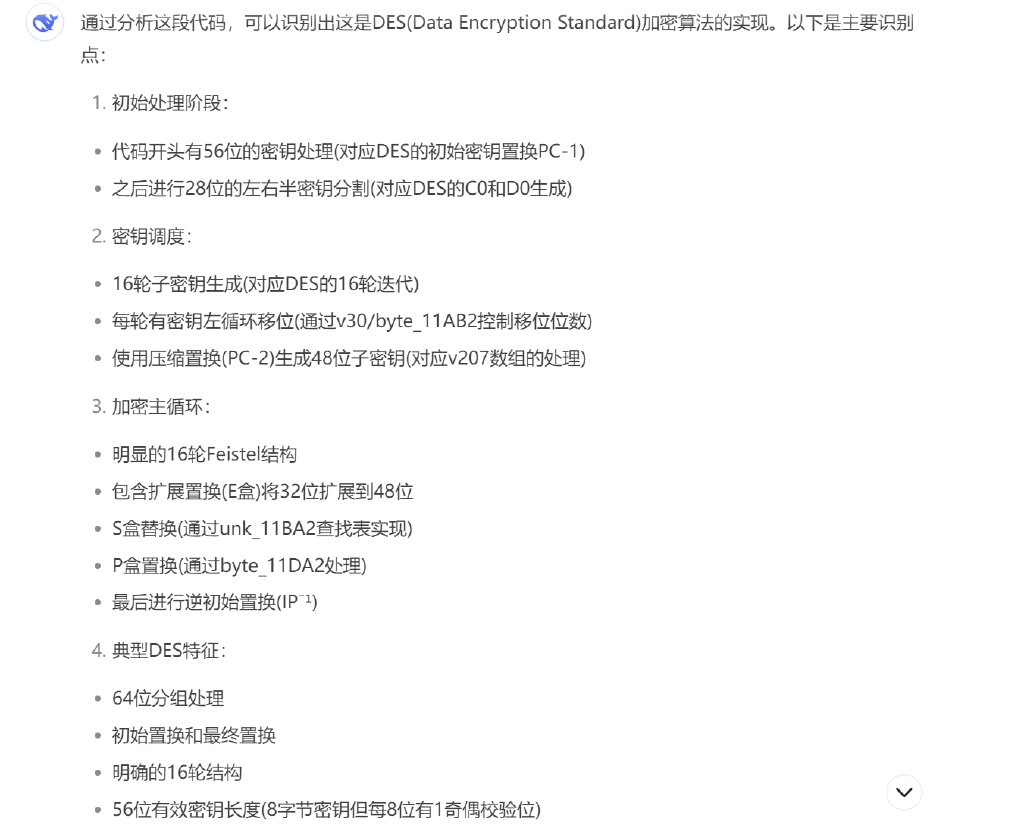 通过分析这段代码，可以识别出这是DES(Data Encryption Standard)加密算法的实现。以下是主要识别
点：
1. 初始处理阶段：
• 代码开头有56位的密钥处理(对应DES的初始密钥置换PC-1)
• 之后进行28位的左右半密钥分割(对应DES的C0和D0生成)
2. 密钥调度：
• 16轮子密钥生成(对应DES的16轮迭代)
• 每轮有密钥左循环移位(通过v30/byte_11AB2控制移位位数)
• 使用压缩置换(PC-2)生成48位子密钥(对应v207数组的处理)
3. 加密主循环：
• 明显的16轮Feistel结构
• 包含扩展置换(E盒)将32位扩展到48位
• S盒替换(通过unk_11BA2查找表实现)
• P盒置换(通过byte_11DA2处理)
• 最后进行逆初始置换(IP⁻¹)
4. 典型DES特征：
• 64位分组处理
• 初始置换和最终置换
• 明确的16轮结构
• 56位有效密钥长度(8字节密钥但每8位有1奇偶校验位)